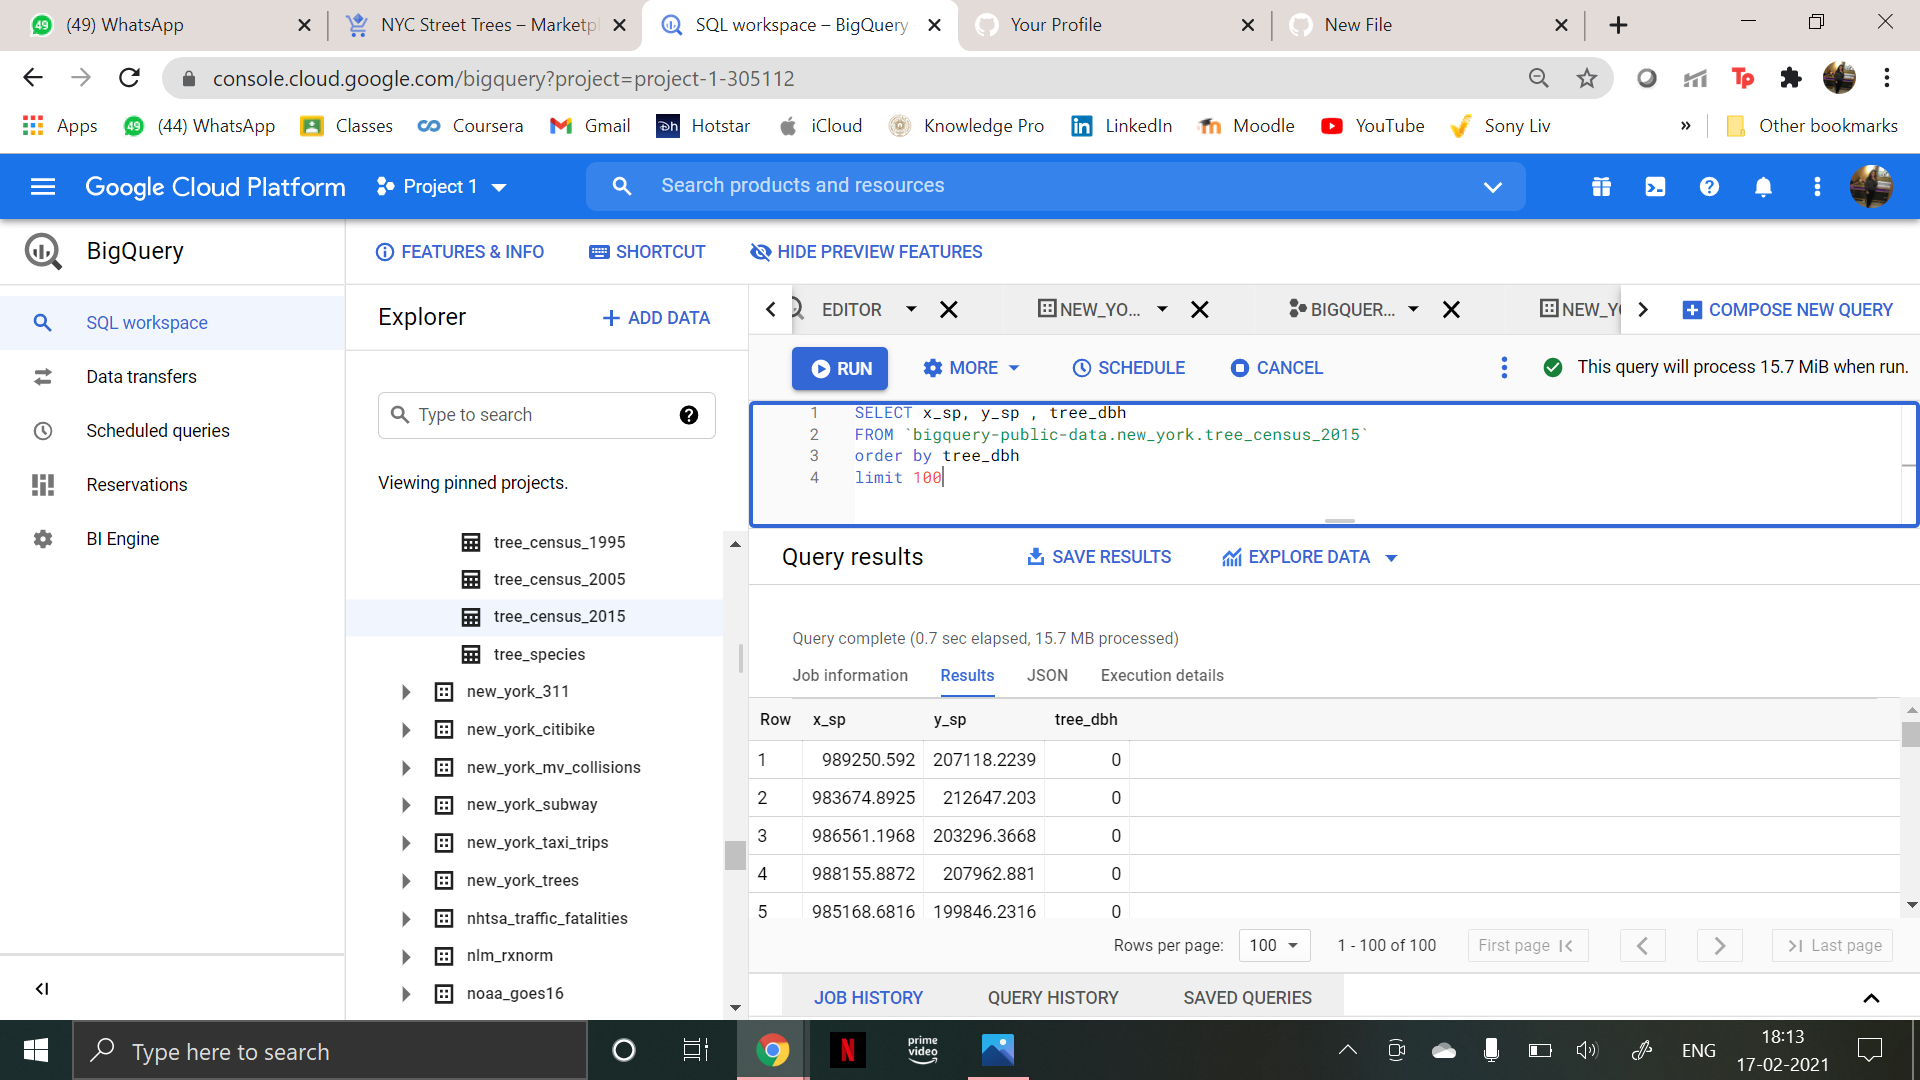 (49) WhatsApp
NYC Street Trees – Marketpl
SQL workspace – BigQuery
Your Profile
New File
console.cloud.google.com/bigquery?project=project-1-305112
Apps
49
(44) WhatsApp
Classes
Coursera
Gmail
Hotstar
iCloud
Knowledge Pro
LinkedIn
Moodle
YouTube
Sony Liv
»
Other bookmarks
Google Cloud Platform
Project 1
Search products and resources
BigQuery
FEATURES & INFO
SHORTCUT
HIDE PREVIEW FEATURES
SQL workspace
Data transfers
Scheduled queries
Reservations
BI Engine
Explorer
+ ADD DATA
Type to search
Viewing pinned projects.
tree_census_1995
tree_census_2005
tree_census_2015
tree_species
new_york_311
new_york_citibike
new_york_mv_collisions
new_york_subway
new_york_taxi_trips
new_york_trees
nhtsa_traffic_fatalities
nlm_rxnorm
noaa_goes16
EDITOR
NEW_YO...
BIGQUER...
NEW_YO
COMPOSE NEW QUERY
RUN
MORE
SCHEDULE
CANCEL
This query will process 15.7 MiB when run.
1 SELECT x_sp, y_sp , tree_dbh
2 FROM `bigquery-public-data.new_york.tree_census_2015`
3 order by tree_dbh
4 limit 100
Query results
SAVE RESULTS
EXPLORE DATA
Query complete (0.7 sec elapsed, 15.7 MB processed)
Job information Results JSON Execution details
Row x_sp y_sp tree_dbh
1 989250.592 207118.2239 0
2 983674.8925 212647.203 0
3 986561.1968 203296.3668 0
4 988155.8872 207962.881 0
5 985168.6816 199846.2316 0
Rows per page: 100 1 - 100 of 100 First page Last page
JOB HISTORY QUERY HISTORY SAVED QUERIES
Type here to search
N
prime
video
ENG
18:13
17-02-2021